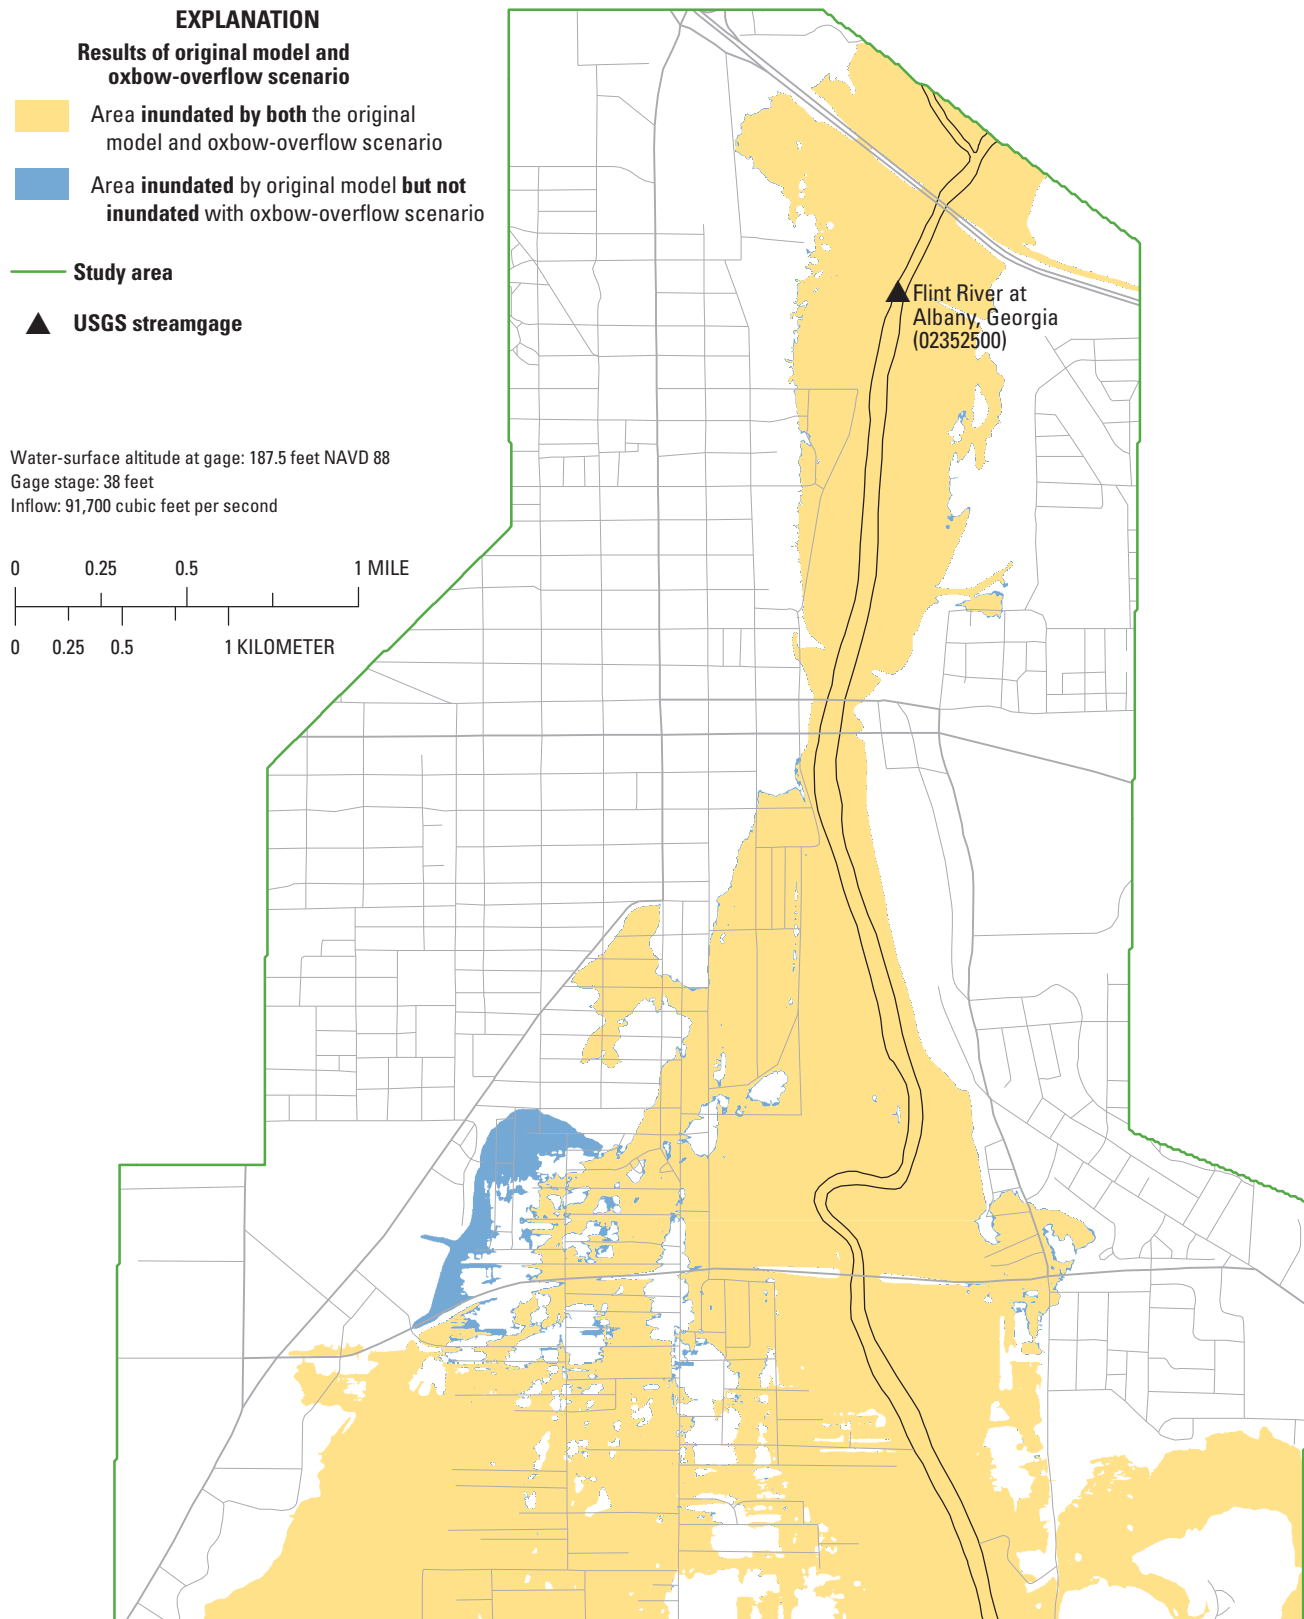 EXPLANATION
Results of original model and
oxbow-overflow scenario
Area inundated by both the original
model and oxbow-overflow scenario
Area inundated by original model but not
inundated with oxbow-overflow scenario
Study area
USGS streamgage
Flint River at
Albany, Georgia
(02352500)
Water-surface altitude at gage: 187.5 feet NAVD 88
Gage stage: 38 feet
Inflow: 91,700 cubic feet per second
0 0.25 0.5 1 MILE
0 0.25 0.5 1 KILOMETER